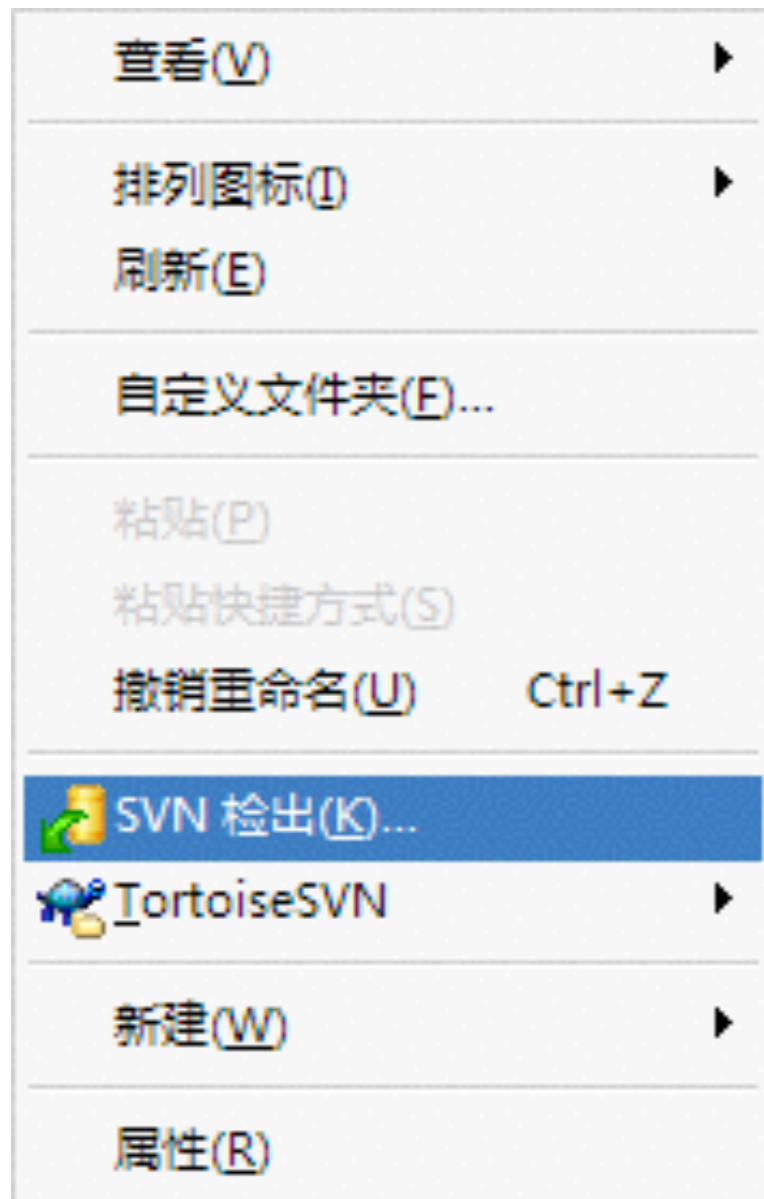 查看(V)
排列图标(I)
刷新(E)
自定义文件夹(F)...
粘贴(P)
粘贴快捷方式(S)
撤销重命名(U) Ctrl+Z
SVN 检出(K)...
TortoiseSVN
新建(W)
属性(R)